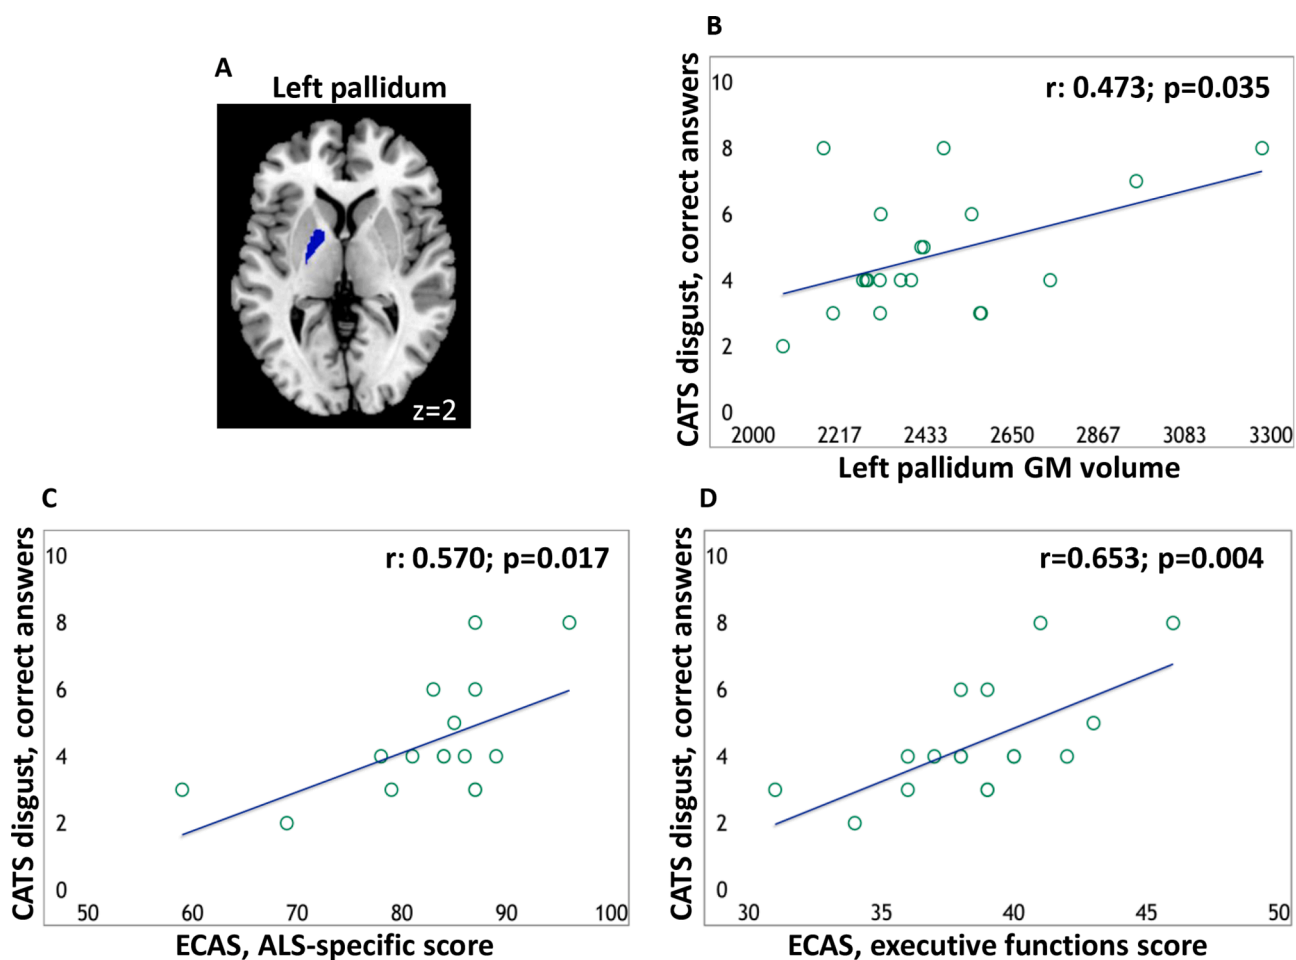 A
Left pallidum
z=2
B
CATS disgust, correct answers
r: 0.473; p=0.035
10
8
6
4
2
0
2000 2217 2433 2650 2867 3083 3300
Left pallidum GM volume
C
CATS disgust, correct answers
r: 0.570; p=0.017
10
8
6
4
2
0
50 60 70 80 90 100
ECAS, ALS-specific score
D
CATS disgust, correct answers
r=0.653; p=0.004
10
8
6
4
2
0
30 35 40 45 50
ECAS, executive functions score